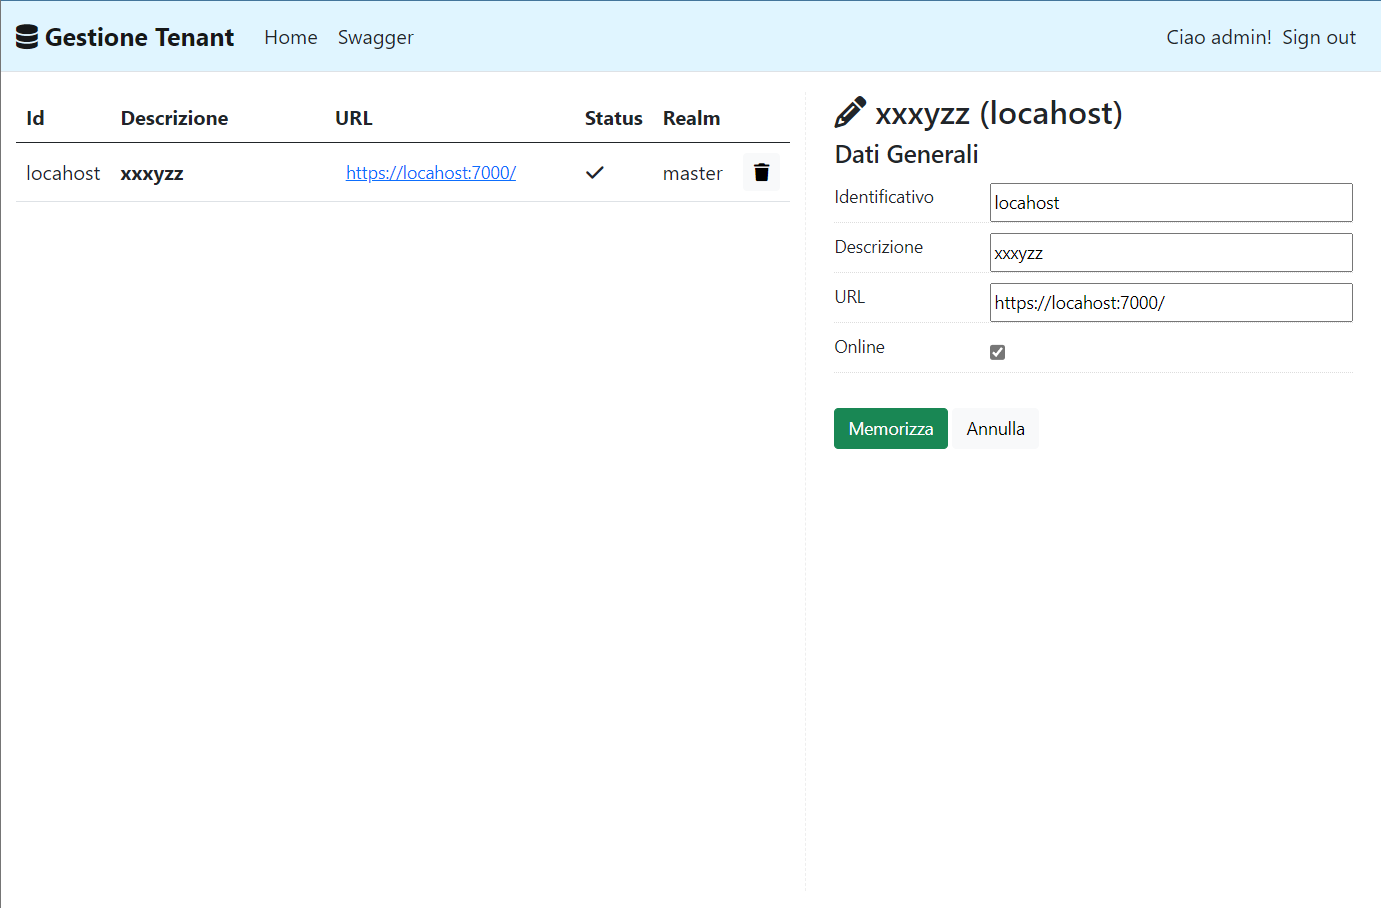 Gestione Tenant Home Swagger Ciao admin! Sign out
Id Descrizione URL Status Realm
locahost xxxyzz https://locahost:7000/ master
xxxyzz (locahost)
Dati Generali
Identificativo locahost
Descrizione xxxyzz
URL https://locahost:7000/
Online
Memorizza Annulla